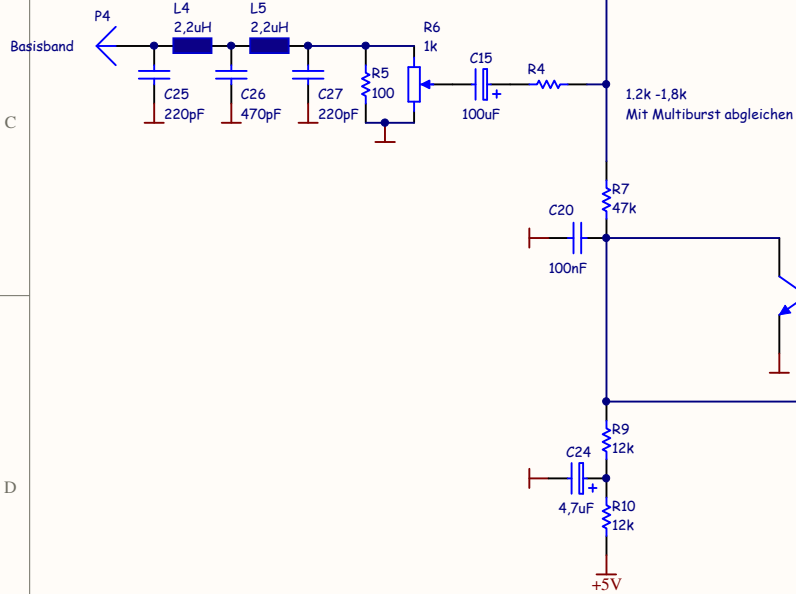 P4
L4
2,2uH
L5
2,2uH
Basisband
R6
1k
C15
R4
R5
100
C25
220pF
C26
470pF
C27
220pF
100uF
+
1.2k -1,8k
Mit Multiburst abgleichen
C
R7
47k
C20
100nF
R9
12k
C24
+
4,7uF
R10
12k
D
+5V